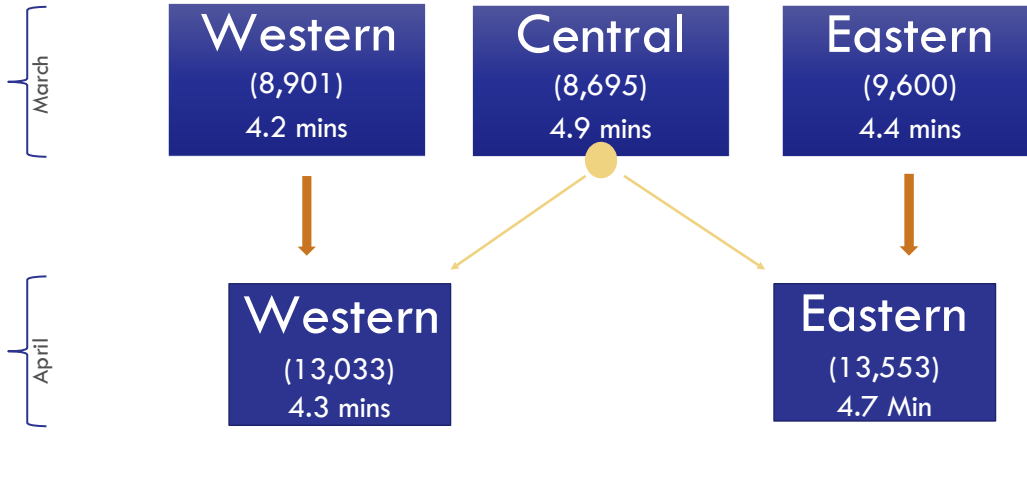 March
Western
(8,901)
4.2 mins
Central
(8,695)
4.9 mins
Eastern
(9,600)
4.4 mins
April
Western
(13,033)
4.3 mins
Eastern
(13,553)
4.7 Min